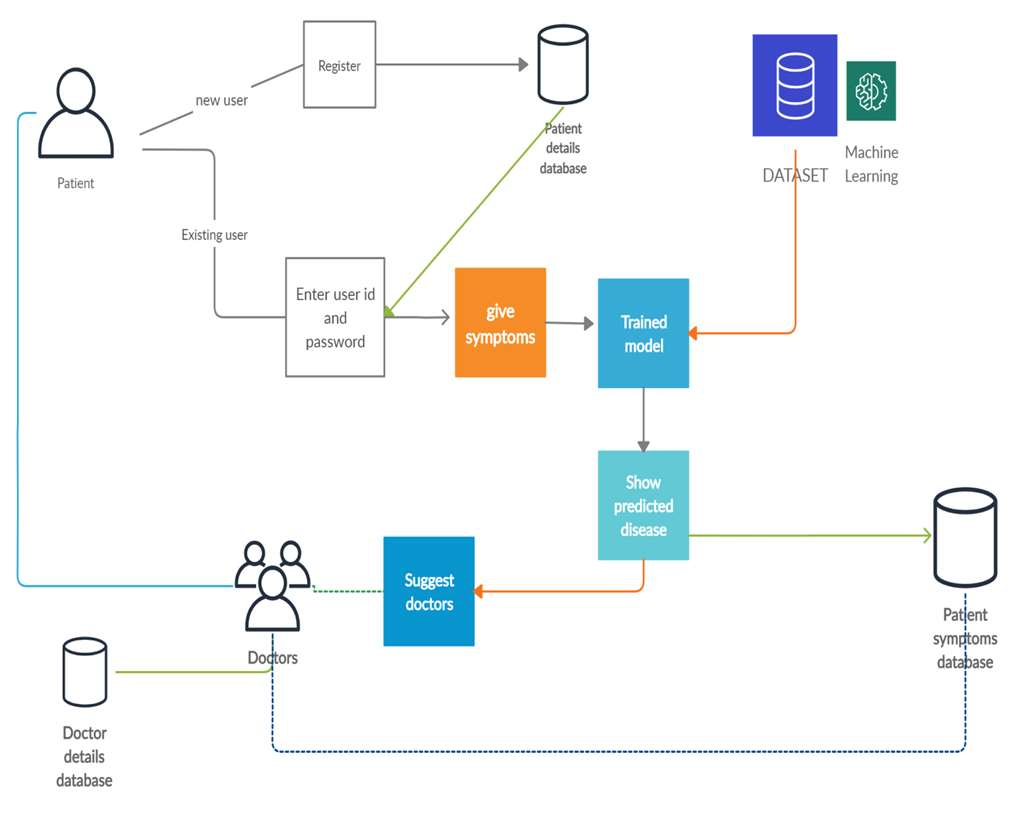 Register
new user
Patient
details
database
Patient
Machine
Learning
DATASET
Existing user
Enter user id
and
password
give
symptoms
Trained
model
Show
predicted
disease
Suggest
doctors
Doctors
Patient
symptoms
database
Doctor
details
database